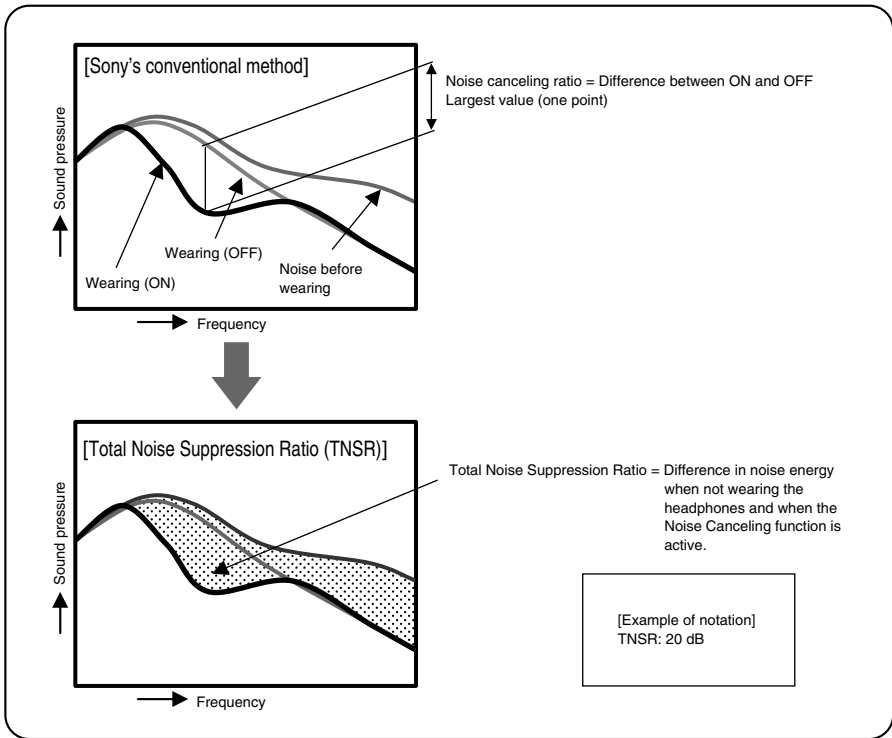 [Sony's conventional method]
Noise canceling ratio = Difference between ON and OFF
Largest value (one point)
Sound pressure
Wearing (OFF)
Wearing (ON)
Noise before
wearing
Frequency
[Total Noise Suppression Ratio (TNSR)]
Total Noise Suppression Ratio = Difference in noise energy
when not wearing the
headphones and when the
Noise Canceling function is
active.
Sound pressure
[Example of notation]
TNSR: 20 dB
Frequency